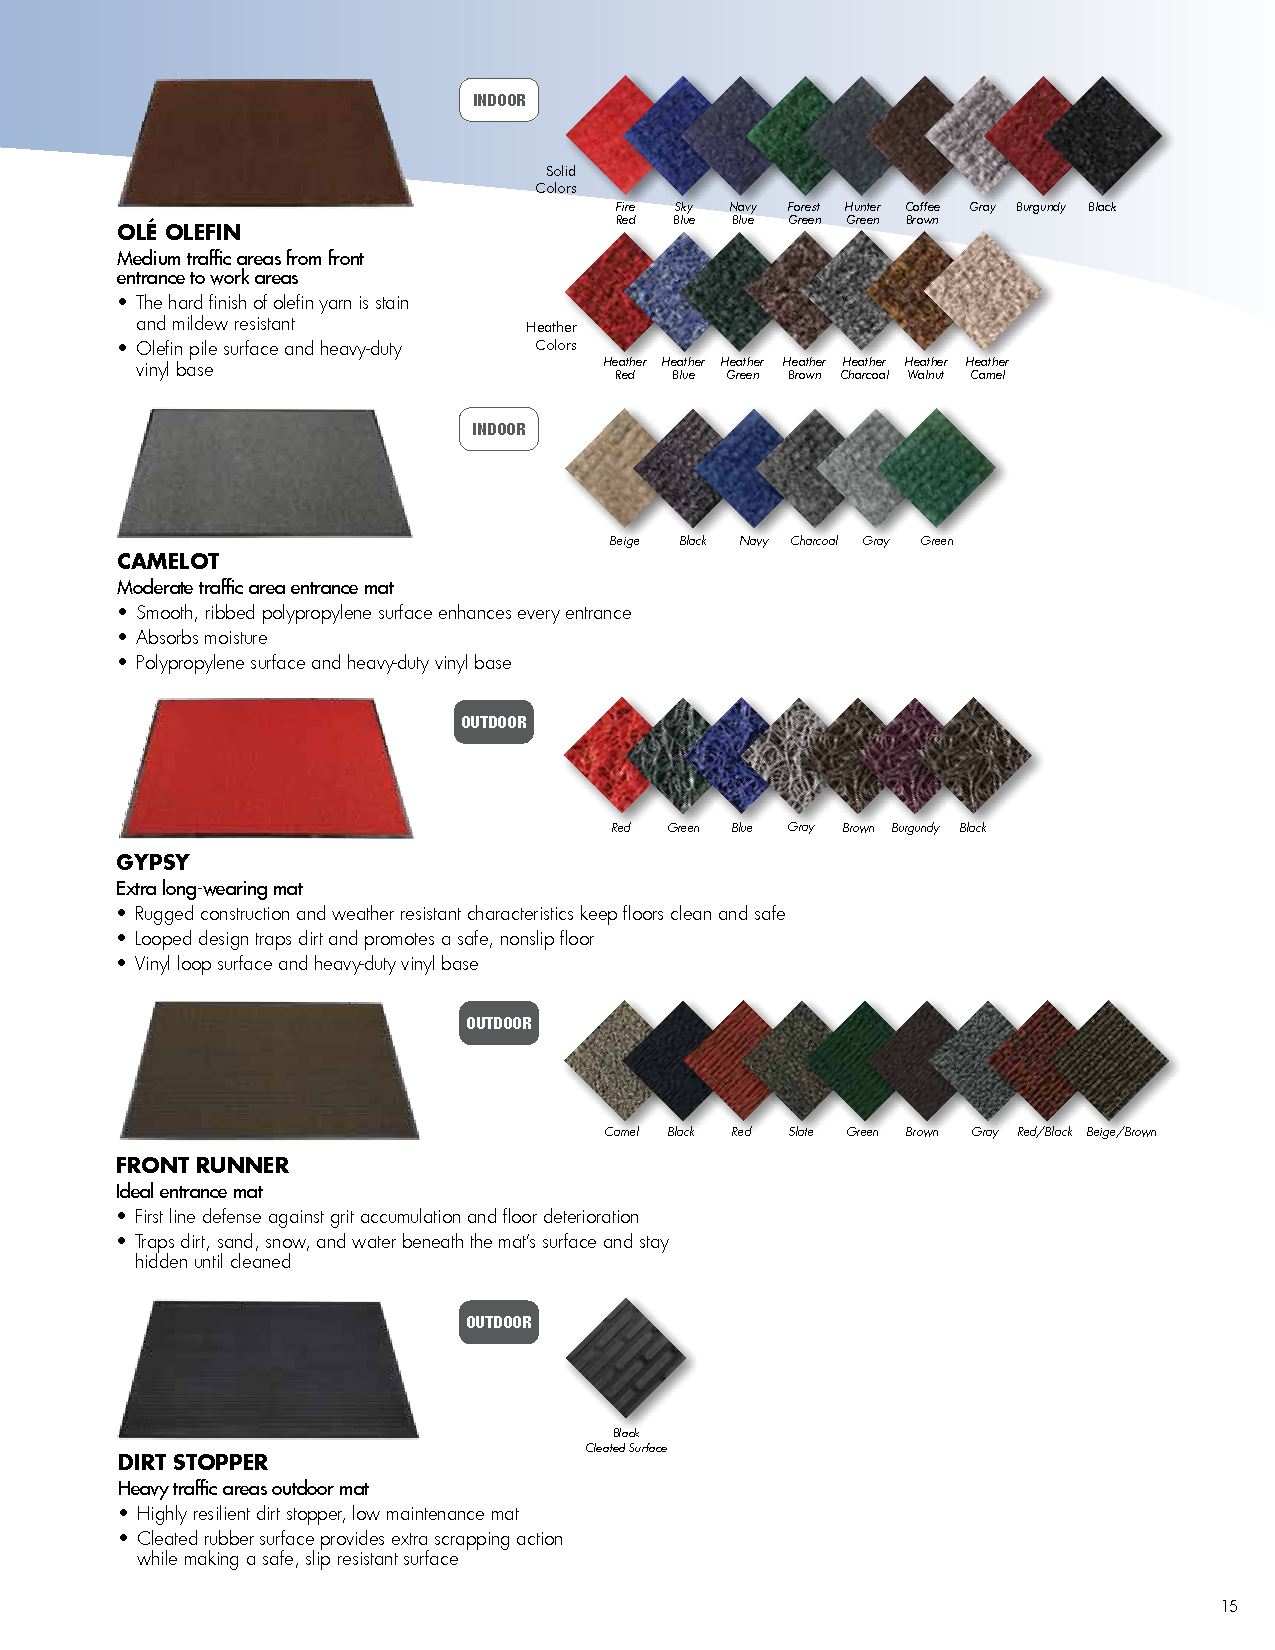 INDOOR
Solid
Colors
Fire Red
Sky Blue
Navy Blue
Forest Green
Hunter Green
Coffee Brown
Gray
Burgundy
Black
OLÉ OLEFIN
Medium traffic areas from front
entrance to work areas
• The hard finish of olefin yarn is stain
and mildew resistant
• Olefin pile surface and heavy-duty
vinyl base
Heather
Colors
Heather Red
Heather Blue
Heather Green
Heather Brown
Heather Charcoal
Heather Walnut
Heather Camel
INDOOR
Beige Black Navy Charcoal Gray Green
CAMELOT
Moderate traffic area entrance mat
• Smooth, ribbed polypropylene surface enhances every entrance
• Absorbs moisture
• Polypropylene surface and heavy-duty vinyl base
OUTDOOR
Red Green Blue Gray Brown Burgundy Black
GYPSY
Extra long-wearing mat
• Rugged construction and weather resistant characteristics keep floors clean and safe
• Looped design traps dirt and promotes a safe, nonslip floor
• Vinyl loop surface and heavy-duty vinyl base
OUTDOOR
Camel Black Red Slate Green Brown Gray Red/Black Beige/Brown
FRONT RUNNER
Ideal entrance mat
• First line defense against grit accumulation and floor deterioration
• Traps dirt, sand, snow, and water beneath the mat's surface and stay
hidden until cleaned
OUTDOOR
Black
Cleated Surface
DIRT STOPPER
Heavy traffic areas outdoor mat
• Highly resilient dirt stopper, low maintenance mat
• Cleated rubber surface provides extra scrapping action
while making a safe, slip resistant surface
15